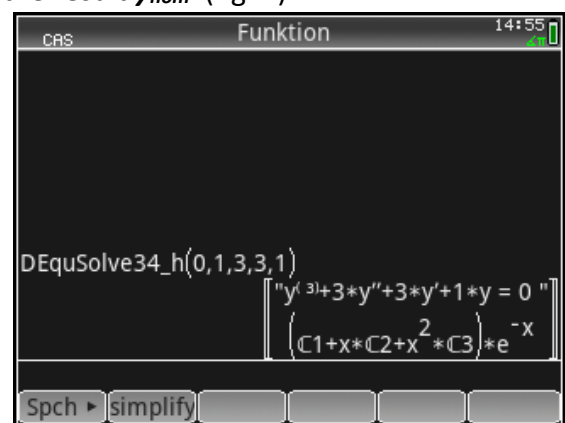 CAS Funktion 14:55
∠π
DEquSolve34_h(0,1,3,3,1)
"y⁽ ³⁾+3*y′′+3*y′+1*y = 0 "
(ℂ1+x*ℂ2+x²*ℂ3)*e⁻ˣ
Spch ▸ simplify